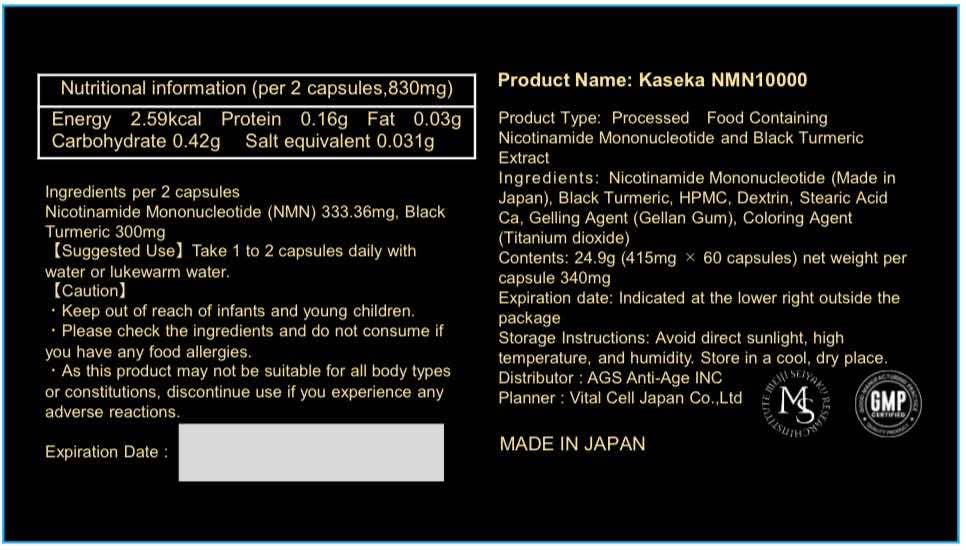 Nutritional information (per 2 capsules,830mg)
Energy 2.59kcal Protein 0.16g Fat 0.03g
Carbohydrate 0.42g Salt equivalent 0.031g
Ingredients per 2 capsules
Nicotinamide Mononucleotide (NMN) 333.36mg, Black
Turmeric 300mg
【Suggested Use】Take 1 to 2 capsules daily with
water or lukewarm water.
【Caution】
・Keep out of reach of infants and young children.
・Please check the ingredients and do not consume if
you have any food allergies.
・As this product may not be suitable for all body types
or constitutions, discontinue use if you experience any
adverse reactions.
Expiration Date :
Product Name: Kaseka NMN10000
Product Type: Processed Food Containing
Nicotinamide Mononucleotide and Black Turmeric
Extract
Ingredients: Nicotinamide Mononucleotide (Made in
Japan), Black Turmeric, HPMC, Dextrin, Stearic Acid
Ca, Gelling Agent (Gellan Gum), Coloring Agent
(Titanium dioxide)
Contents: 24.9g (415mg × 60 capsules) net weight per
capsule 340mg
Expiration date: Indicated at the lower right outside the
package
Storage Instructions: Avoid direct sunlight, high
temperature, and humidity. Store in a cool, dry place.
Distributor : AGS Anti-Age INC
Planner : Vital Cell Japan Co.,Ltd
MEIJI SEIYAKU RESEARCH INSTITUTE
MS
GOOD MANUFACTURING PRACTICE
GMP
CERTIFIED
QUALITY PRODUCT
MADE IN JAPAN